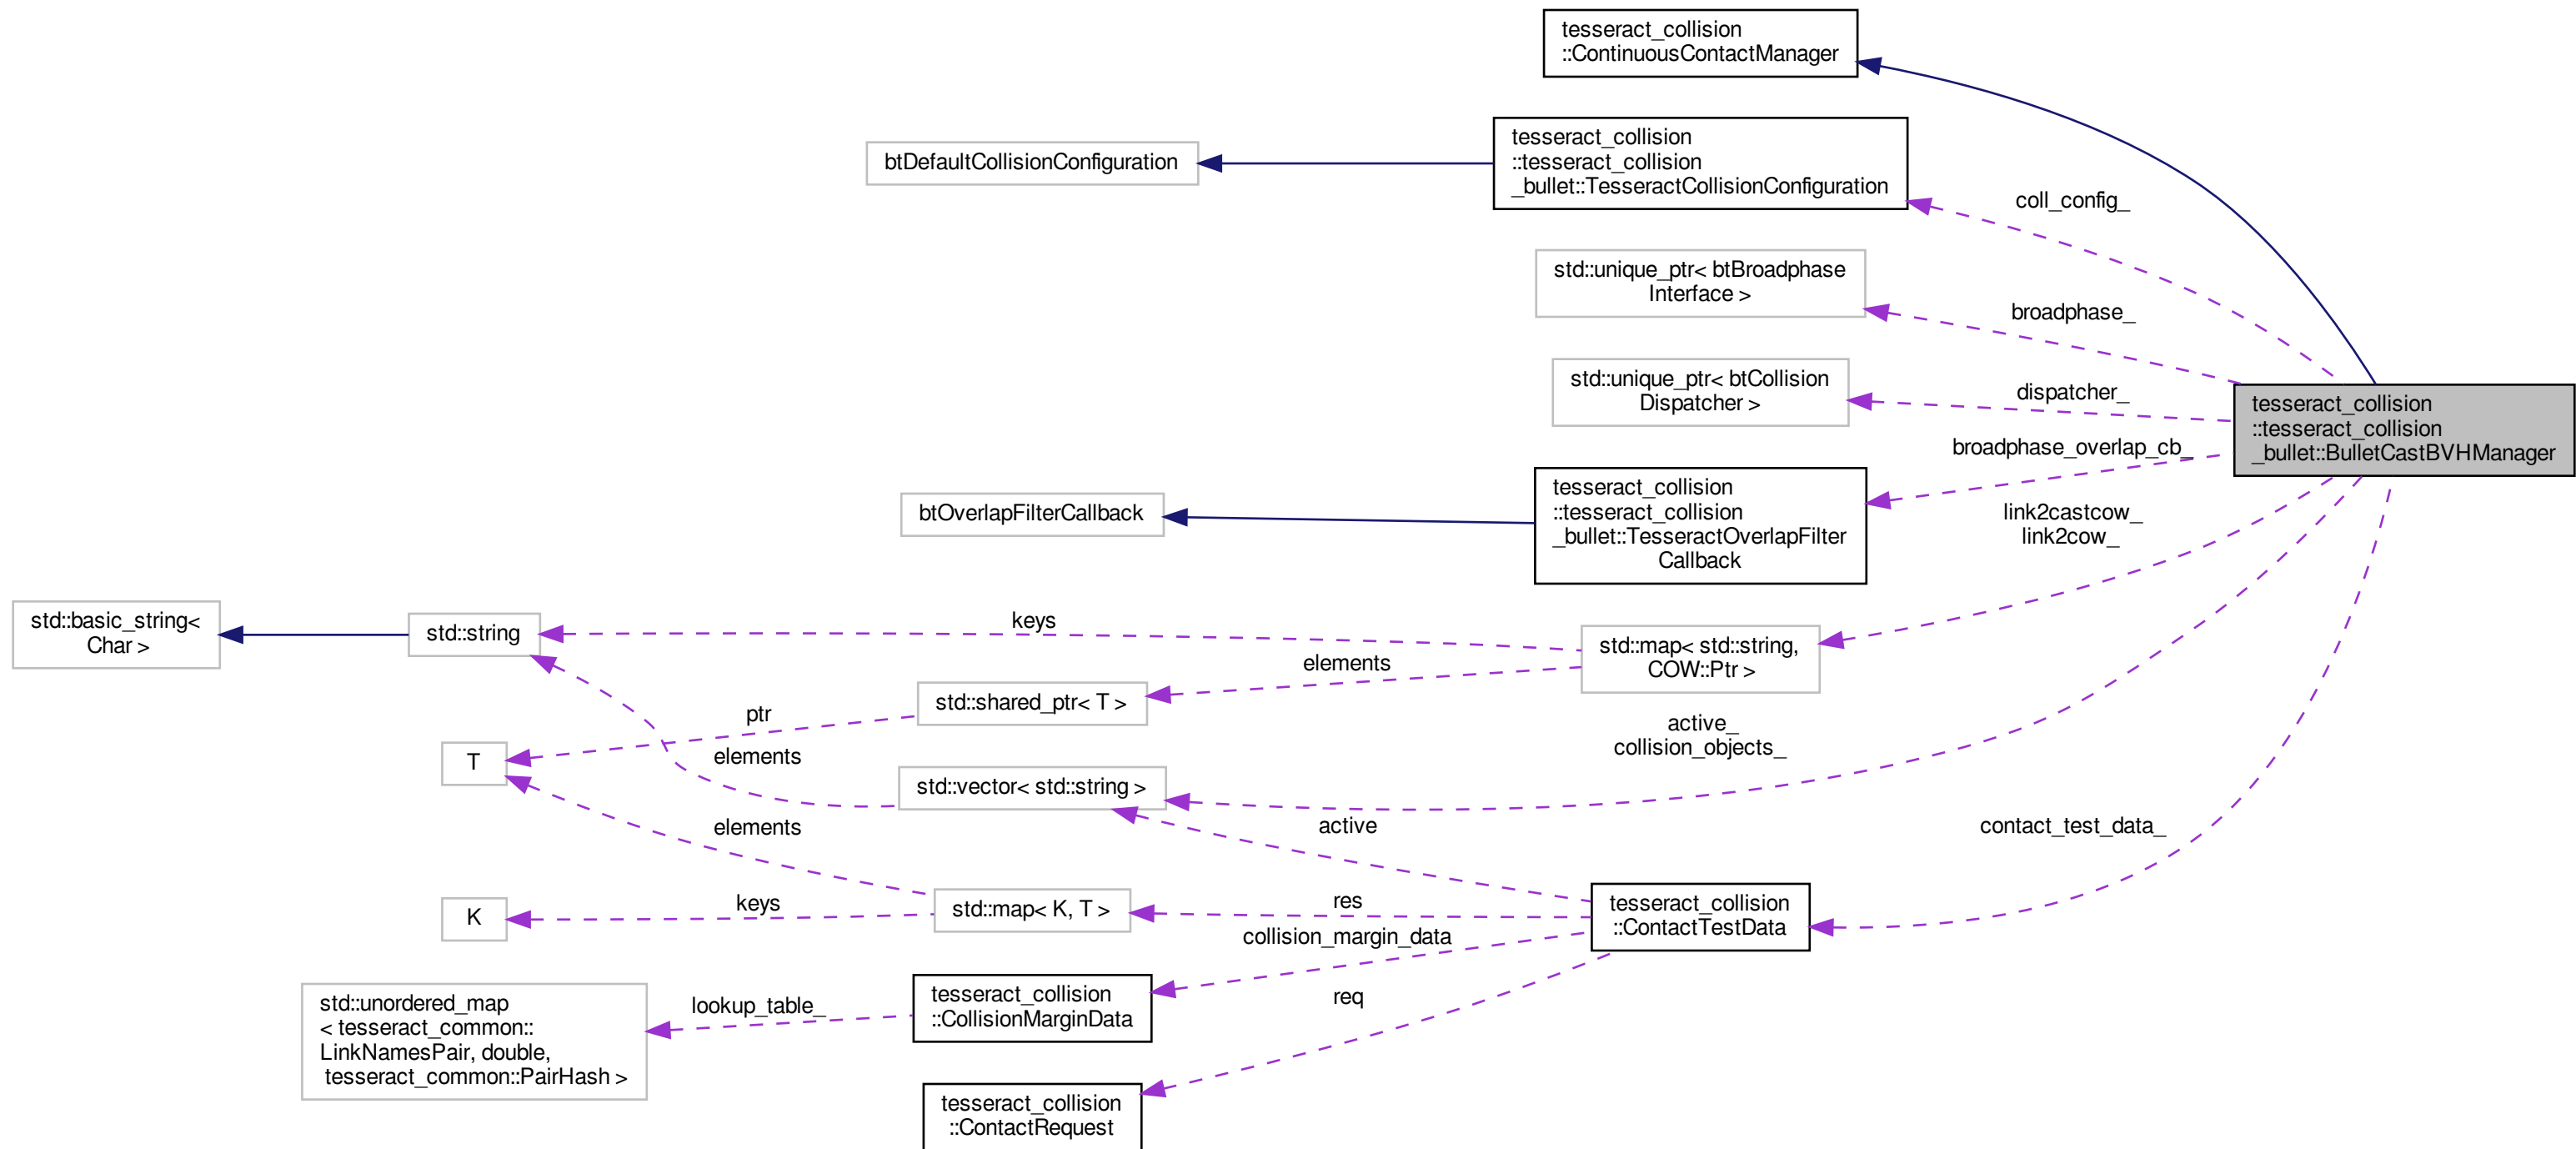 tesseract_collision
::ContinuousContactManager
btDefaultCollisionConfiguration
tesseract_collision
::tesseract_collision
_bullet::TesseractCollisionConfiguration
coll_config_
std::unique_ptr< btBroadphase
Interface >
broadphase_
std::unique_ptr< btCollision
Dispatcher >
dispatcher_
tesseract_collision
::tesseract_collision
_bullet::BulletCastBVHManager
broadphase_overlap_cb_
btOverlapFilterCallback
tesseract_collision
::tesseract_collision
_bullet::TesseractOverlapFilter
Callback
link2castcow_
link2cow_
std::basic_string<
Char >
std::string
keys
std::map< std::string,
COW::Ptr >
elements
std::shared_ptr< T >
ptr
T
elements
std::vector< std::string >
active_
collision_objects_
elements
active
contact_test_data_
K
keys
std::map< K, T >
res
tesseract_collision
::ContactTestData
collision_margin_data
std::unordered_map
< tesseract_common::
LinkNamesPair, double,
tesseract_common::PairHash >
lookup_table_
tesseract_collision
::CollisionMarginData
req
tesseract_collision
::ContactRequest